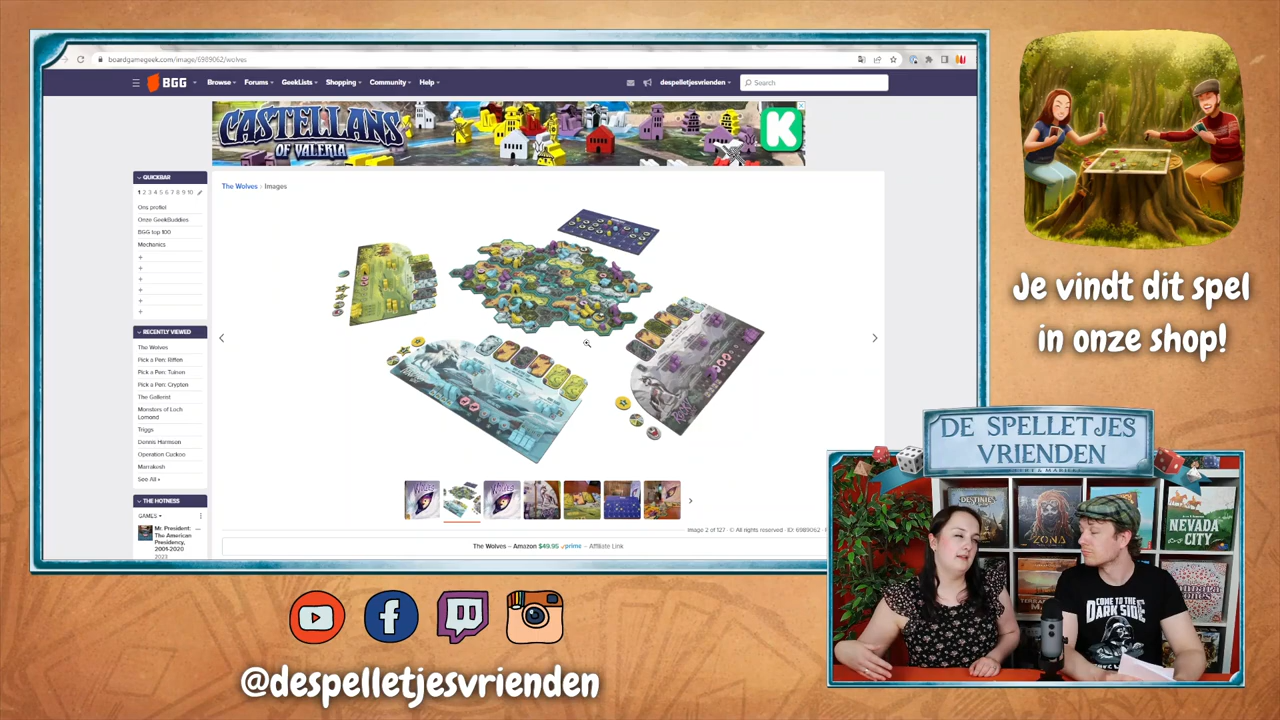 boardgamegeek.com/image/6989062/wolves
BGG
Browse
Forums
GeekLists
Shopping
Community
Help
despelletjesvrienden
Search
CASTELLANS
OF VALERIA
K
QUICKBAR
1 2 3 4 5 6 7 8 9 10
Ons profiel
Onze GeekBuddies
BGG top 100
Mechanics
+
+
+
+
+
+
RECENTLY VIEWED
The Wolves
Pick a Pen: Riffen
Pick a Pen: Tuinen
Pick a Pen: Crypten
The Gallerist
Monsters of Loch
Lomond
Triggs
Dennis Harmsen
Operation Cuckoo
Marrakesh
See All »
THE HOTNESS
GAMES
Mr. President:
The American
Presidency,
2001-2020
2023
The Wolves › Images
Image 2 of 127 · © All rights reserved · ID: 6989062
The Wolves – Amazon $49.95 prime – Affiliate Link
Je vindt dit spel
in onze shop!
DE SPELLETJES
VRIENDEN
DESTINIES
ZONA
NEVADA
CITY
COME TO THE
DARK SIDE
@despelletjesvrienden